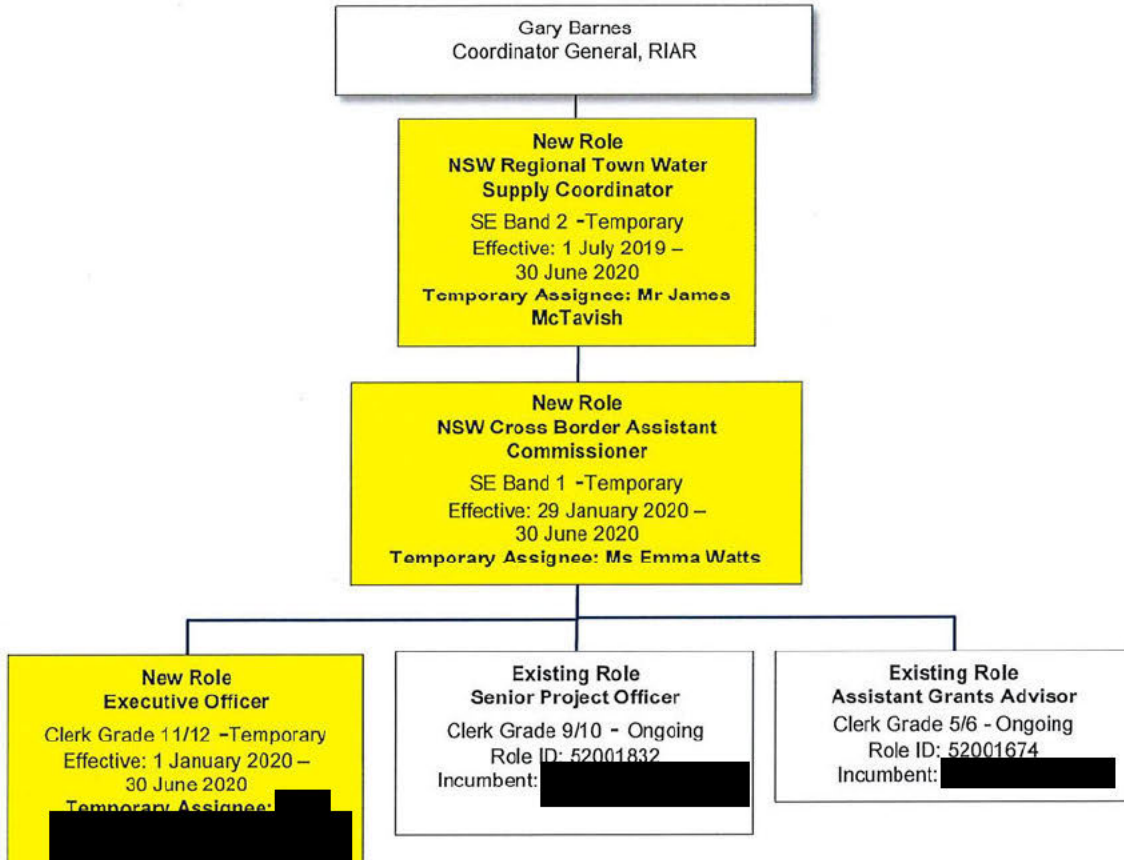 Gary Barnes
Coordinator General, RIAR
New Role
NSW Regional Town Water
Supply Coordinator
SE Band 2 -Temporary
Effective: 1 July 2019 –
30 June 2020
Temporary Assignee: Mr James
McTavish
New Role
NSW Cross Border Assistant
Commissioner
SE Band 1 -Temporary
Effective: 29 January 2020 –
30 June 2020
Temporary Assignee: Ms Emma Watts
New Role
Executive Officer
Clerk Grade 11/12 -Temporary
Effective: 1 January 2020 –
30 June 2020
Temporary Assignee:
Existing Role
Senior Project Officer
Clerk Grade 9/10 - Ongoing
Role ID: 52001832
Incumbent:
Existing Role
Assistant Grants Advisor
Clerk Grade 5/6 - Ongoing
Role ID: 52001674
Incumbent: